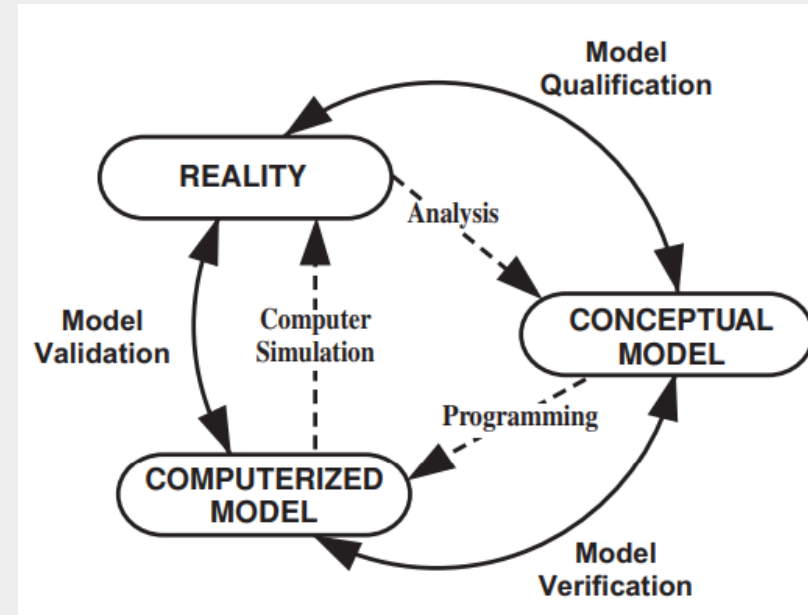 Model
Qualification
REALITY
Analysis
Model
Validation
Computer
Simulation
CONCEPTUAL
MODEL
Programming
COMPUTERIZED
MODEL
Model
Verification